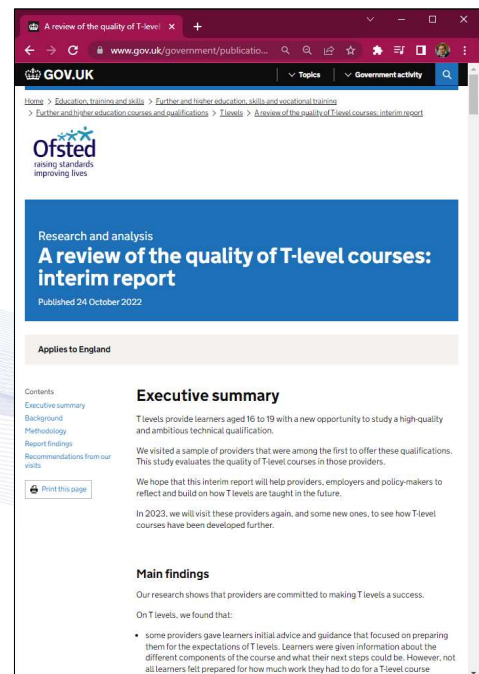 A review of the quality of T-level
www.gov.uk/government/publicatio...
GOV.UK
Topics
Government activity
Home > Education, training and skills > Further and higher education, skills and vocational training
> Further and higher education courses and qualifications > T levels > A review of the quality of T-level courses: interim report
Ofsted
raising standards
improving lives
Research and analysis
A review of the quality of T-level courses:
interim report
Published 24 October 2022
Applies to England
Contents
Executive summary
Background
Methodology
Report findings
Recommendations from our
visits
Print this page
Executive summary
T levels provide learners aged 16 to 19 with a new opportunity to study a high-quality
and ambitious technical qualification.
We visited a sample of providers that were among the first to offer these qualifications.
This study evaluates the quality of T-level courses in those providers.
We hope that this interim report will help providers, employers and policy-makers to
reflect and build on how T levels are taught in the future.
In 2023, we will visit these providers again, and some new ones, to see how T-level
courses have been developed further.
Main findings
Our research shows that providers are committed to making T levels a success.
On T levels, we found that:
• some providers gave learners initial advice and guidance that focused on preparing
them for the expectations of T levels. Learners were given information about the
different components of the course and what their next steps could be. However, not
all learners felt prepared for how much work they had to do for a T-level course